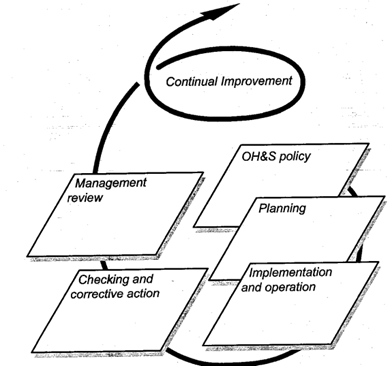 Continual Improvement
OH&S policy
Planning
Implementation
and operation
Checking and
corrective action
Management
review